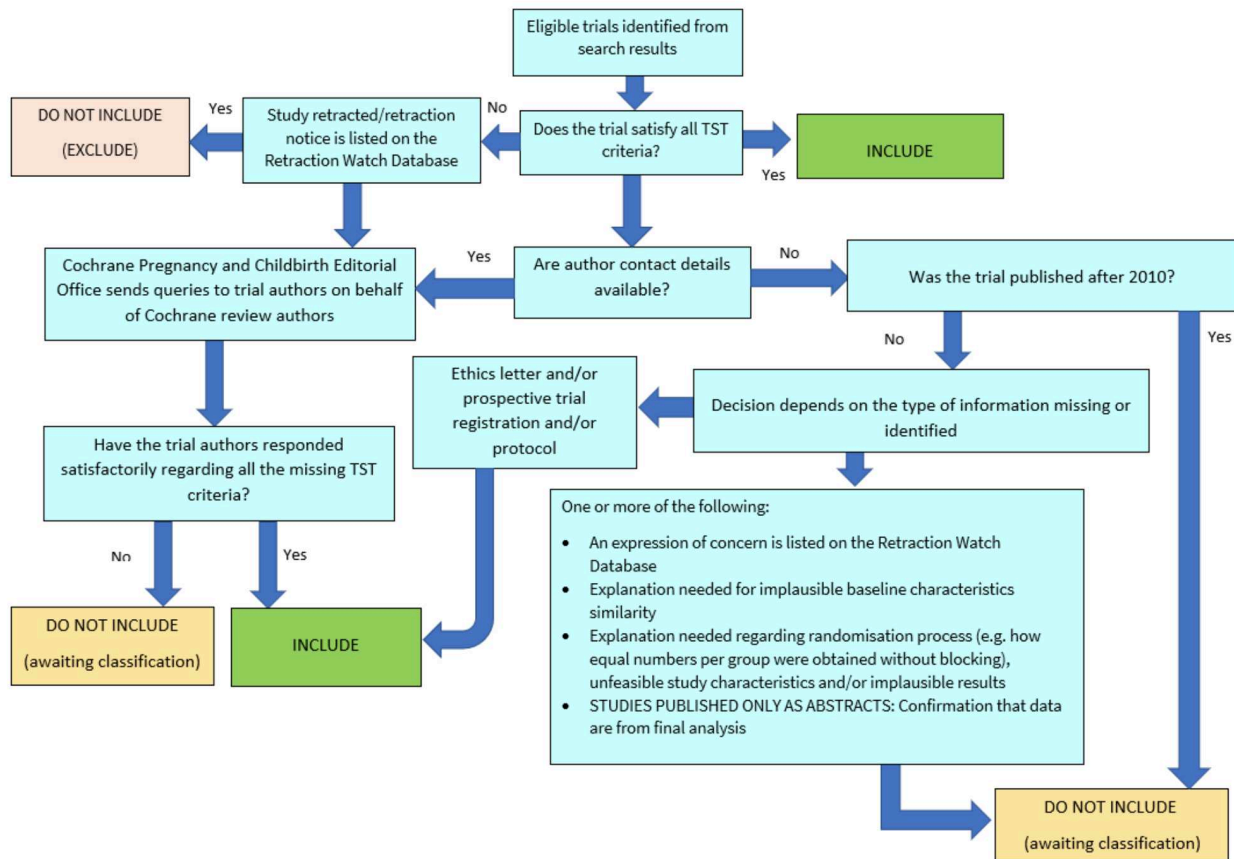 Eligible trials identified from
search results
DO NOT INCLUDE
(EXCLUDE)
Yes
Study retracted/retraction
notice is listed on the
Retraction Watch Database
No
Does the trial satisfy all TST
criteria?
Yes
INCLUDE
Cochrane Pregnancy and Childbirth Editorial
Office sends queries to trial authors on behalf
of Cochrane review authors
Yes
Are author contact details
available?
No
Was the trial published after 2010?
No
Yes
Ethics letter and/or
prospective trial
registration and/or
protocol
Decision depends on the type of information missing or
identified
Have the trial authors responded
satisfactorily regarding all the missing TST
criteria?
No
Yes
DO NOT INCLUDE
(awaiting classification)
INCLUDE
One or more of the following:
• An expression of concern is listed on the Retraction Watch
Database
• Explanation needed for implausible baseline characteristics
similarity
• Explanation needed regarding randomisation process (e.g. how
equal numbers per group were obtained without blocking),
unfeasible study characteristics and/or implausible results
• STUDIES PUBLISHED ONLY AS ABSTRACTS: Confirmation that data
are from final analysis
DO NOT INCLUDE
(awaiting classification)